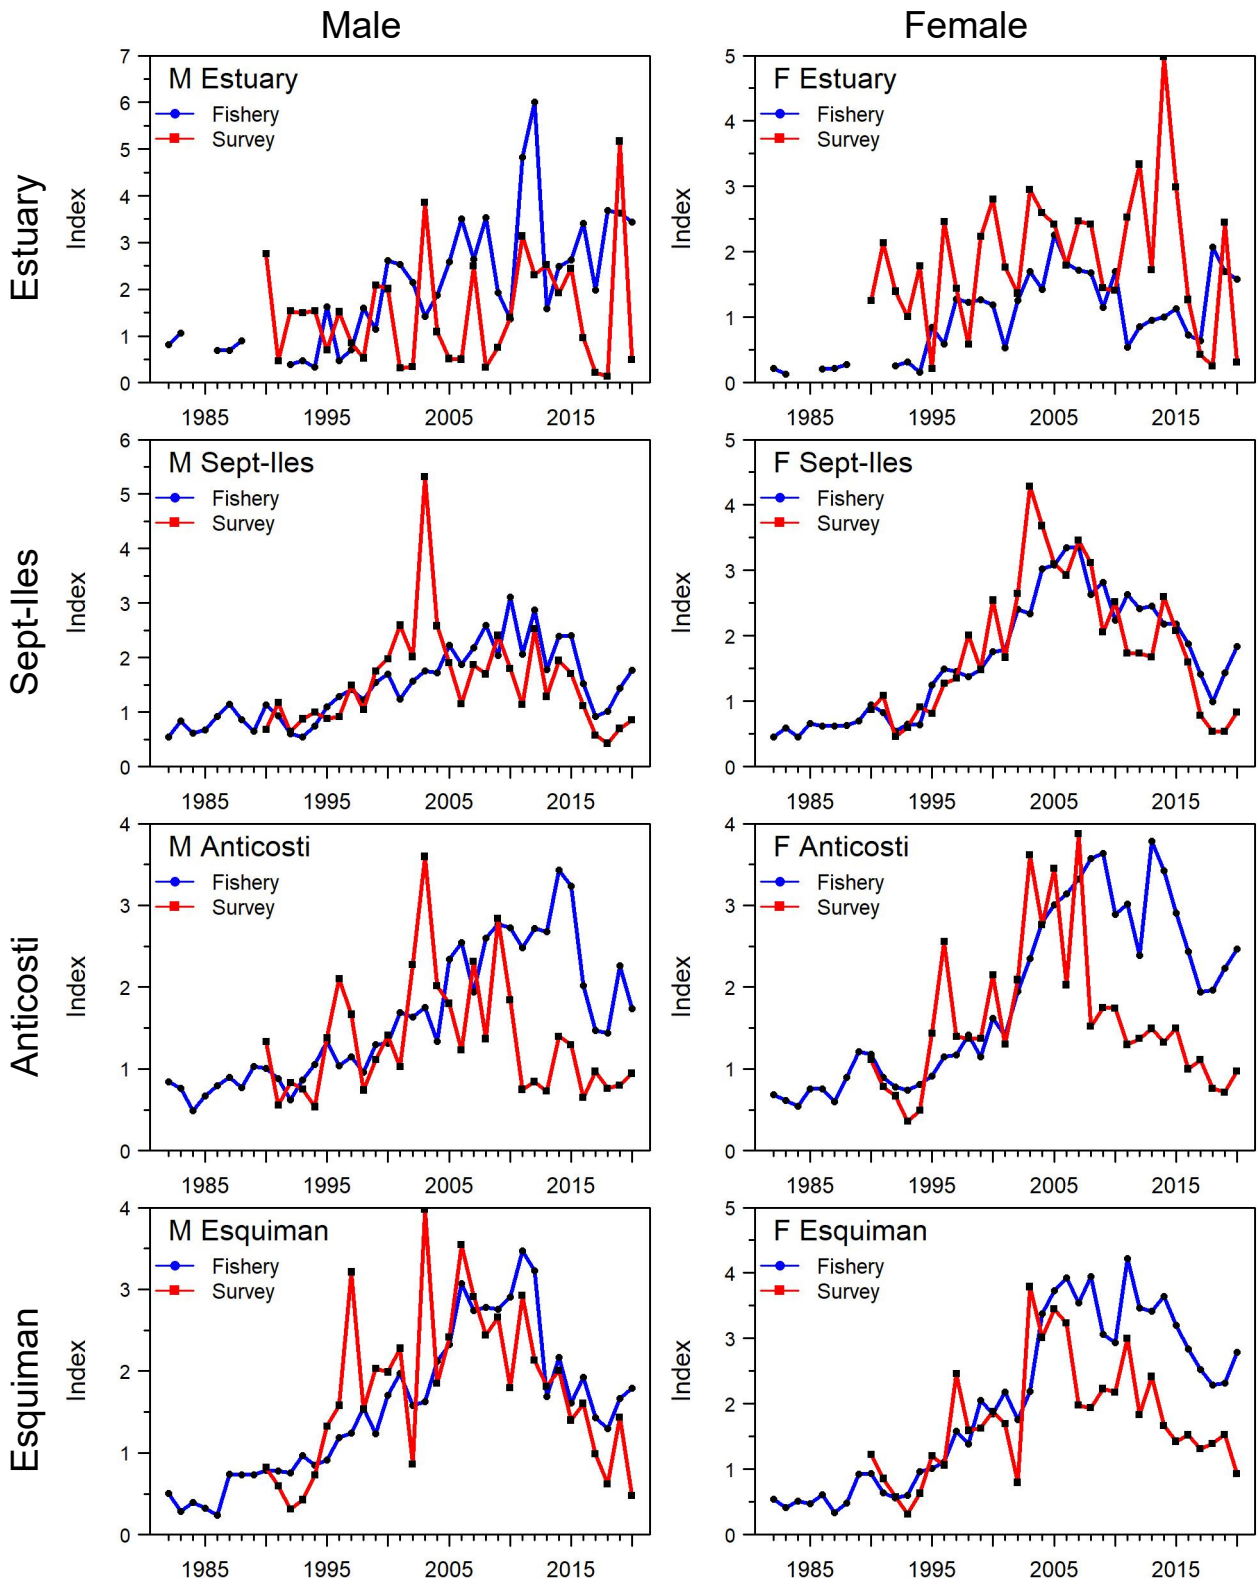 Male Female
Estuary
M Estuary
Fishery
Survey
Index
7
6
5
4
3
2
1
0
1985 1995 2005 2015
F Estuary
Fishery
Survey
Index
5
4
3
2
1
0
1985 1995 2005 2015
Sept-Iles
M Sept-Iles
Fishery
Survey
Index
6
5
4
3
2
1
0
1985 1995 2005 2015
F Sept-Iles
Fishery
Survey
Index
5
4
3
2
1
0
1985 1995 2005 2015
Anticosti
M Anticosti
Fishery
Survey
Index
4
3
2
1
0
1985 1995 2005 2015
F Anticosti
Fishery
Survey
Index
4
3
2
1
0
1985 1995 2005 2015
Esquiman
M Esquiman
Fishery
Survey
Index
4
3
2
1
0
1985 1995 2005 2015
F Esquiman
Fishery
Survey
Index
5
4
3
2
1
0
1985 1995 2005 2015